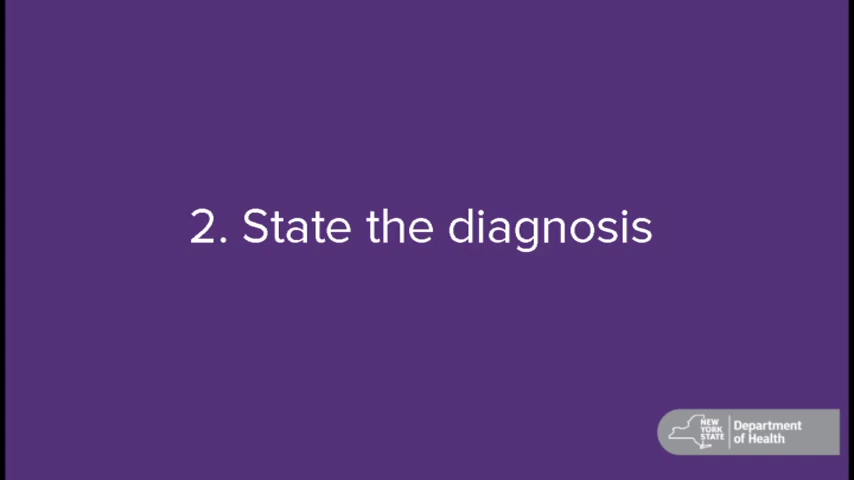 2. State the diagnosis
NEW
YORK
STATE
Department
of Health